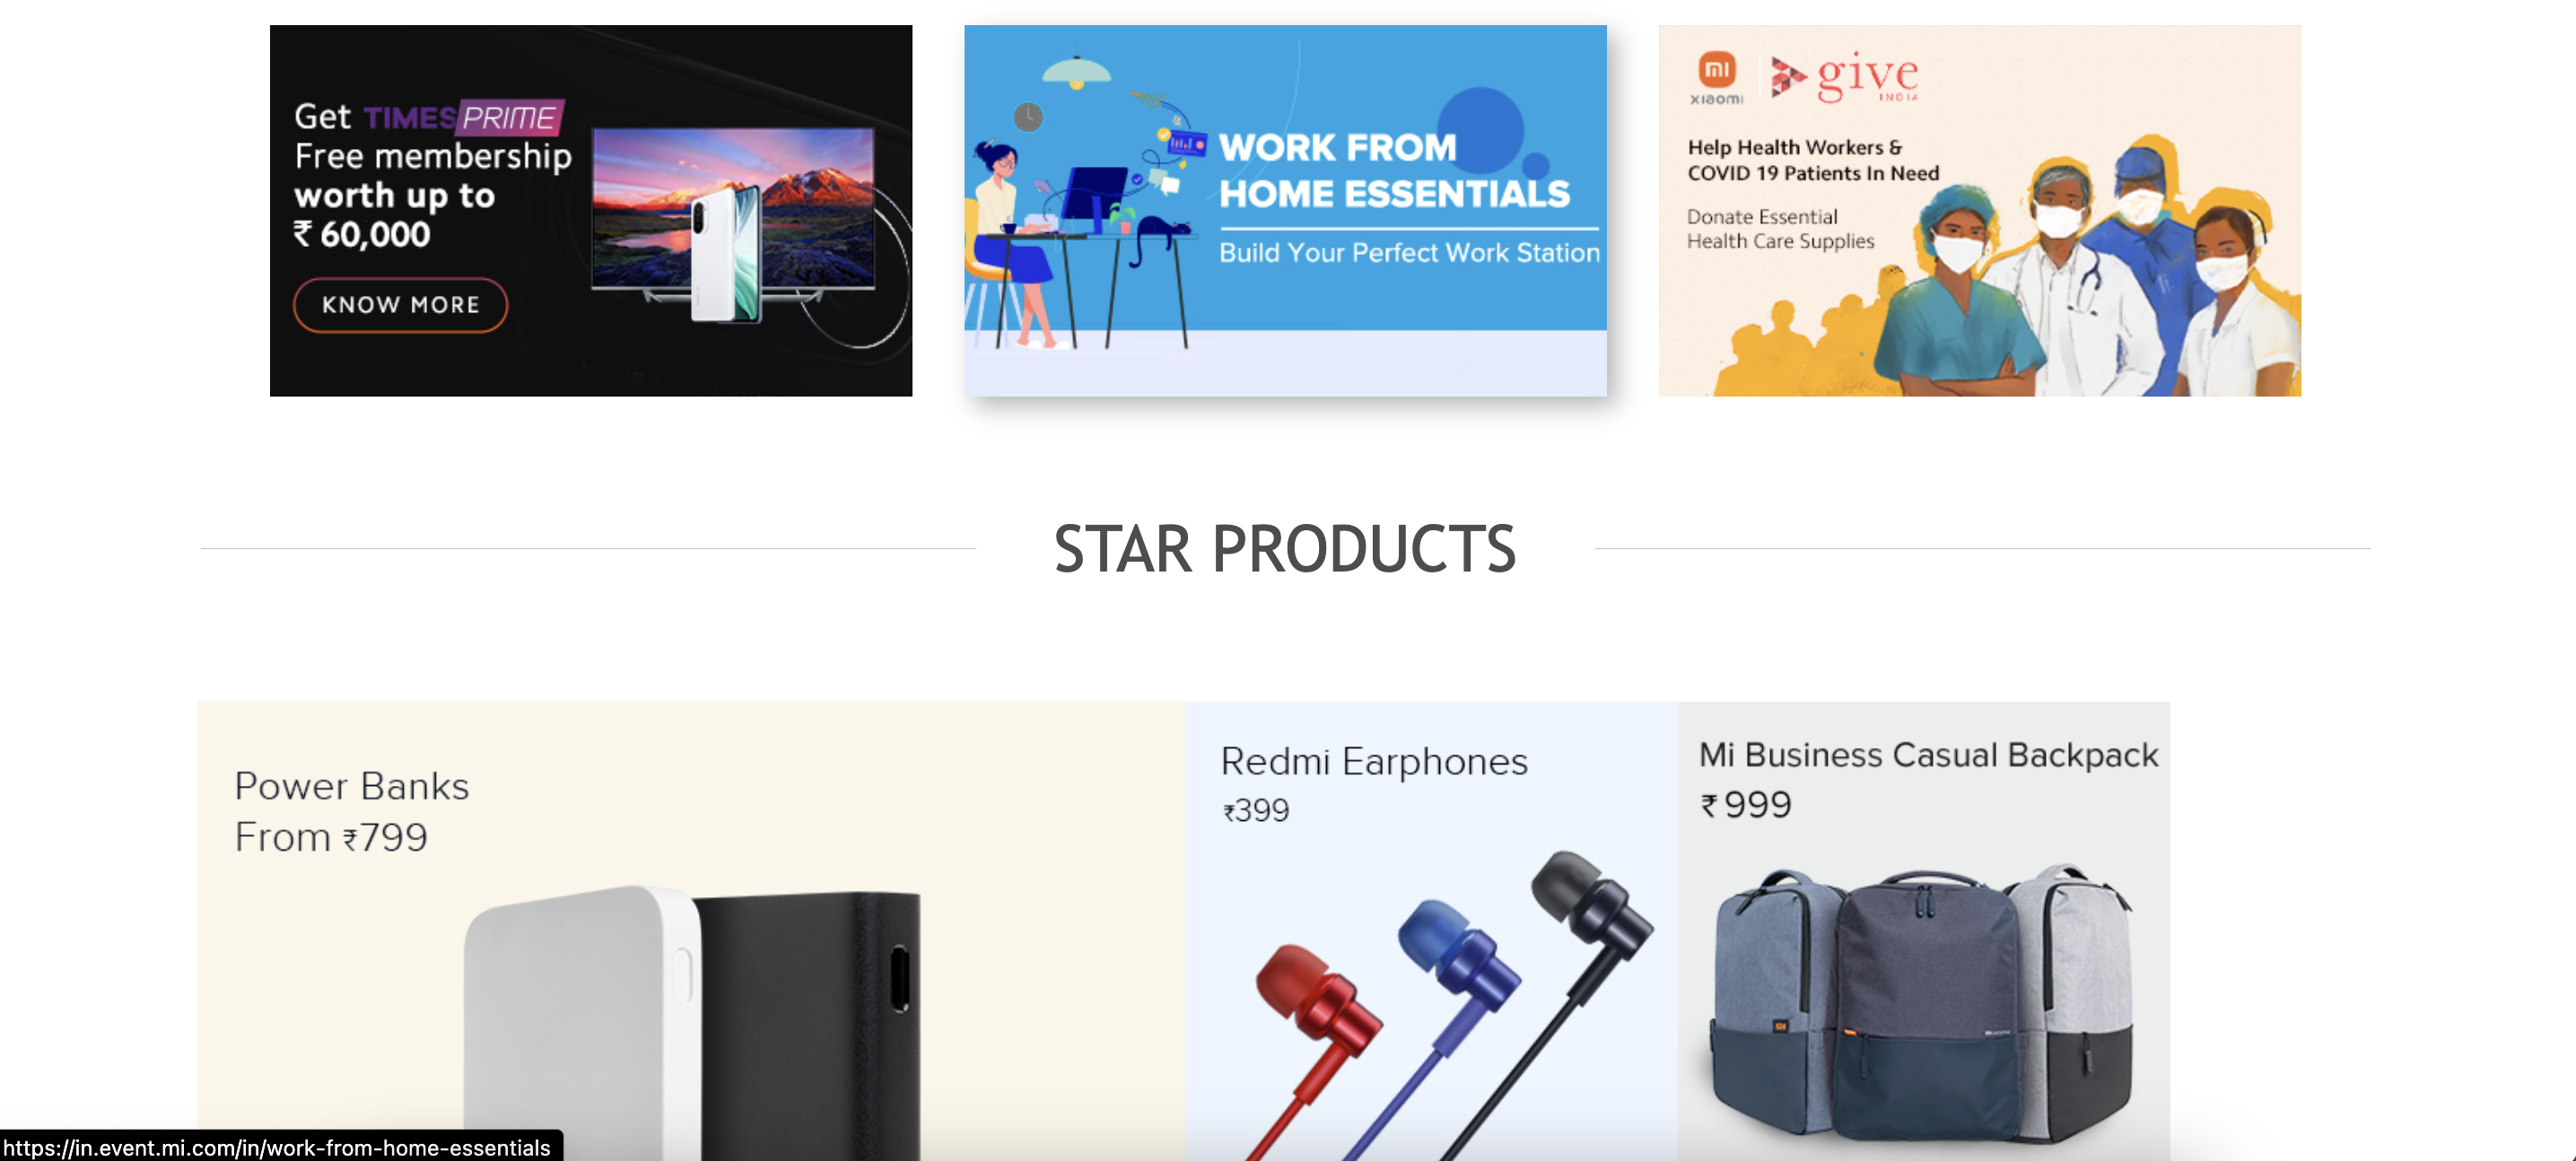 Get TIMES PRIME
Free membership
worth up to
₹ 60,000
KNOW MORE
WORK FROM
HOME ESSENTIALS
Build Your Perfect Work Station
mi
xiaomi
give
INDIA
Help Health Workers &
COVID 19 Patients In Need
Donate Essential
Health Care Supplies
STAR PRODUCTS
Power Banks
From ₹799
Redmi Earphones
₹399
Mi Business Casual Backpack
₹ 999
https://in.event.mi.com/in/work-from-home-essentials